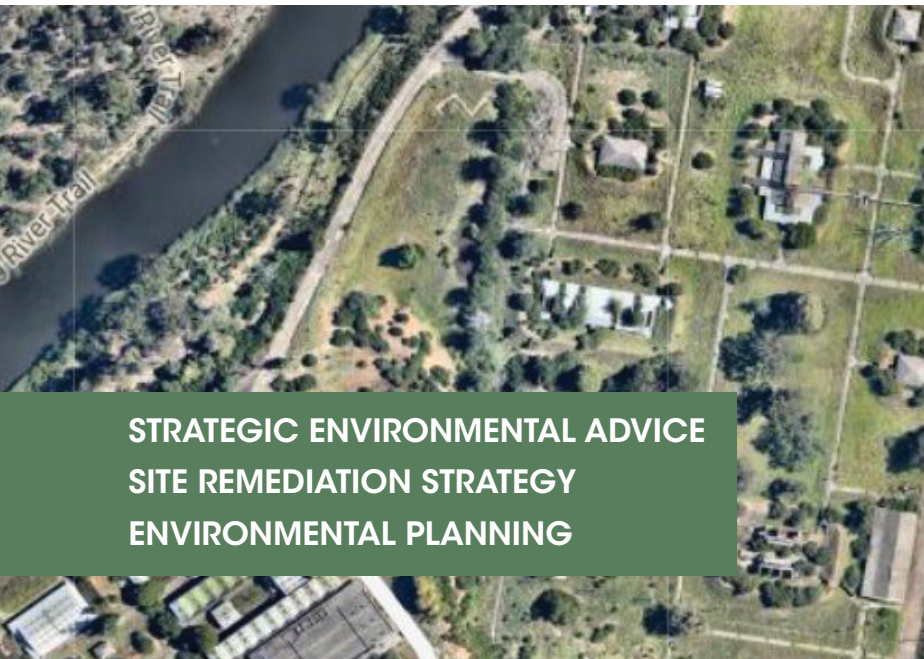 River Trail
River Trail
STRATEGIC ENVIRONMENTAL ADVICE
SITE REMEDIATION STRATEGY
ENVIRONMENTAL PLANNING